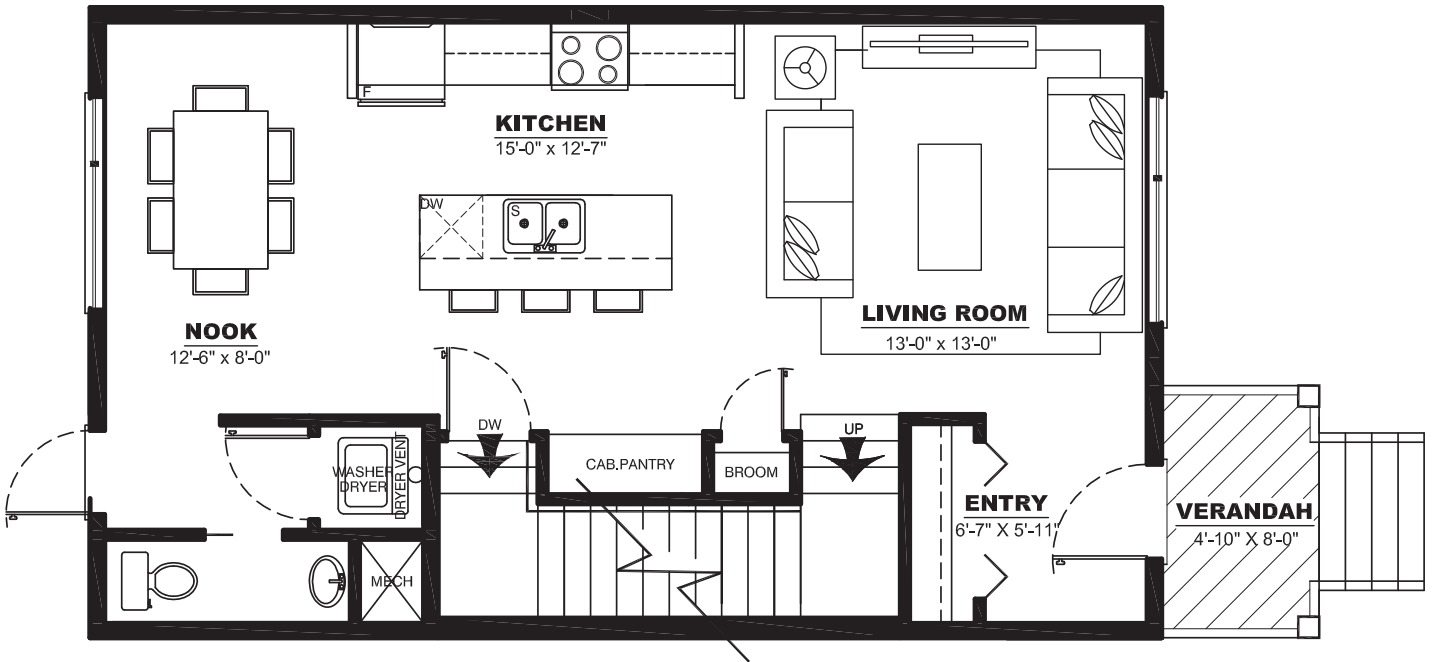 F
KITCHEN
15'-0" x 12'-7"
DW
S
NOOK
12'-6" x 8'-0"
LIVING ROOM
13'-0" x 13'-0"
DW
UP
CAB.PANTRY
BROOM
WASHER
DRYER
DRYER VENT
ENTRY
6'-7" X 5'-11"
VERANDAH
4'-10" X 8'-0"
MECH